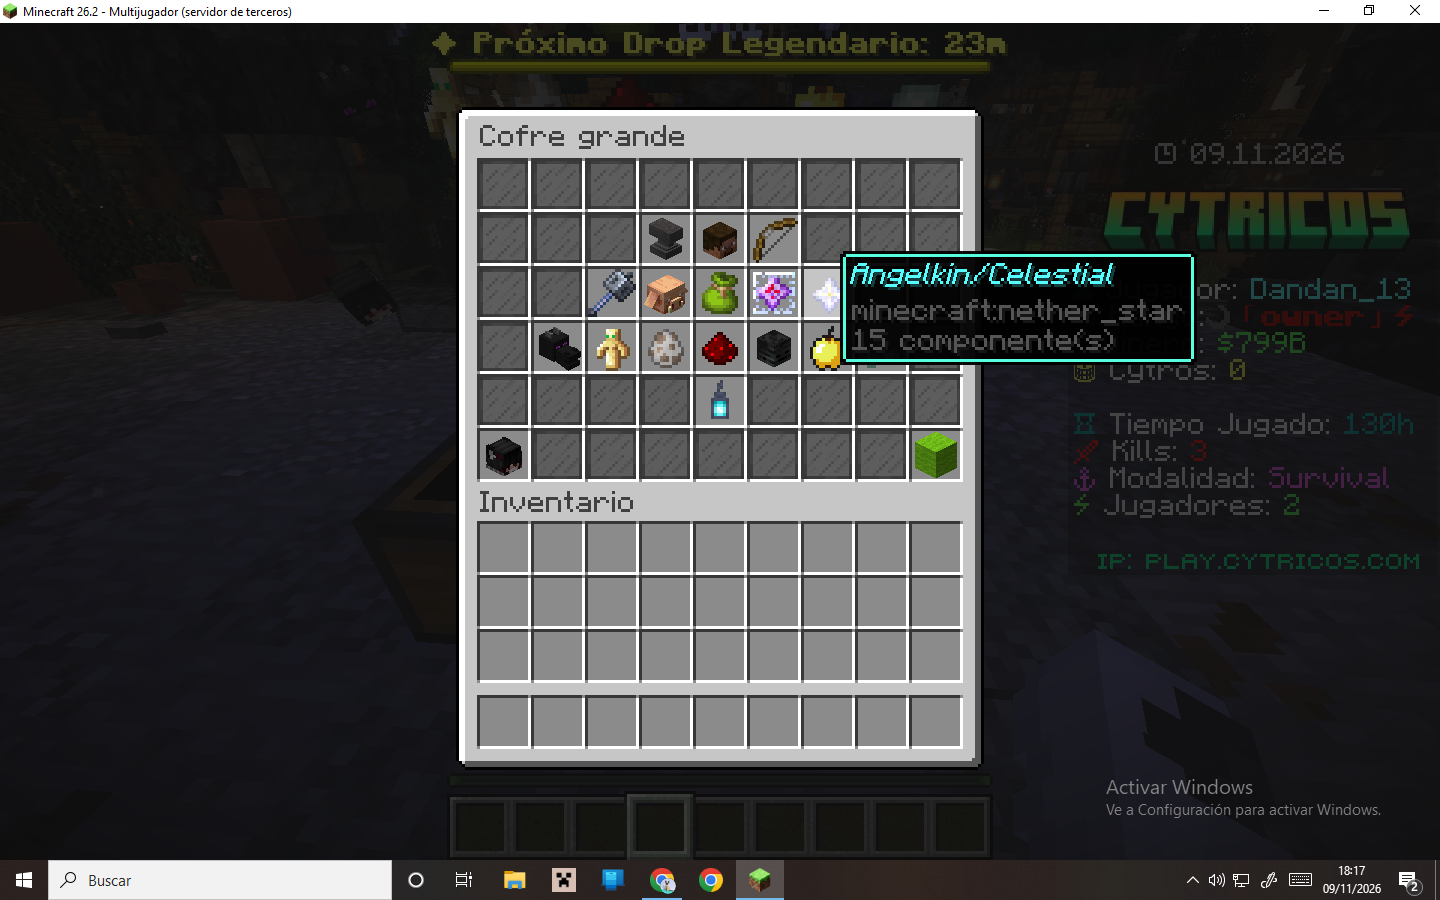 Minecraft 26.2 - Multijugador (servidor de terceros)
Próximo Drop Legendario: 23m
Cofre grande
09.11.2026
CYTRICOS
Angelkin./Celestial
minecraft:nether_star
15 componente(s)
or: Dandan_13
「owner」
: $799B
Cytros: 0
Tiempo Jugado: 130h
Kills: 3
Modalidad: Survival
Jugadores: 2
IP: PLAY.CYTRICOS.COM
Inventario
Activar Windows
Ve a Configuración para activar Windows.
Buscar
18:17
09/11/2026
2